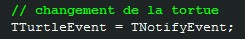 // changement de la tortue
TTurtleEvent = TNotifyEvent;